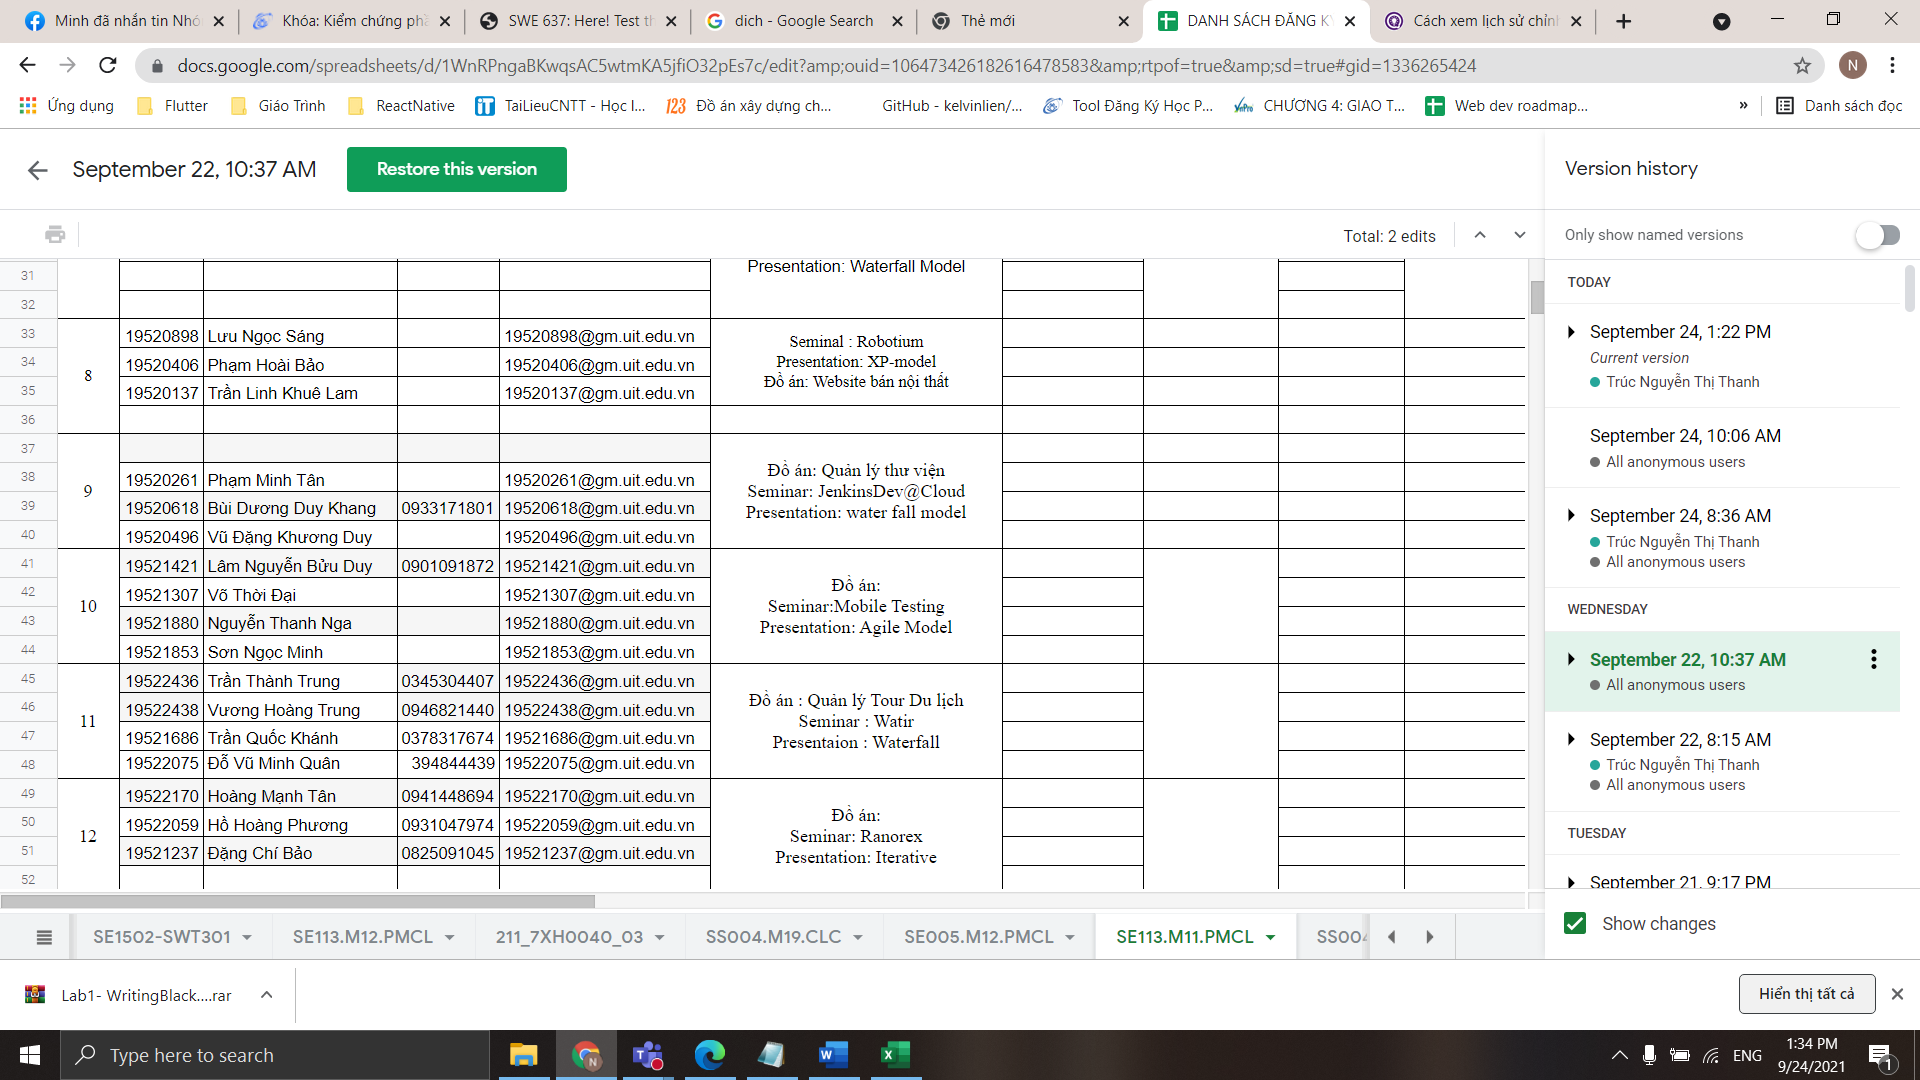 Minh đã nhắn tin Nhó
Khóa: Kiểm chứng phầ
SWE 637: Here! Test th
dich - Google Search
Thẻ mới
DANH SÁCH ĐĂNG KÝ
Cách xem lịch sử chỉnh
docs.google.com/spreadsheets/d/1WnRPngaBKwqsAC5wtmKA5jfiO32pEs7c/edit?amp;ouid=106473426182616478583&amp;rtpof=true&amp;sd=true#gid=1336265424
N
Ứng dụng
Flutter
Giáo Trình
ReactNative
TaiLieuCNTT - Học l...
123 Đồ án xây dựng ch...
GitHub - kelvinlien/...
Tool Đăng Ký Học P...
CHƯƠNG 4: GIAO T...
Web dev roadmap...
»
Danh sách đọc
September 22, 10:37 AM
Restore this version
Version history
Total: 2 edits
Only show named versions
31 Presentation: Waterfall Model
32
33 19520898 Lưu Ngọc Sáng 19520898@gm.uit.edu.vn
34 19520406 Phạm Hoài Bảo 19520406@gm.uit.edu.vn
35 19520137 Trần Linh Khuê Lam 19520137@gm.uit.edu.vn
36
8
Seminal : Robotium
Presentation: XP-model
Đồ án: Website bán nội thất
37
38 19520261 Phạm Minh Tân 19520261@gm.uit.edu.vn
39 19520618 Bùi Dương Duy Khang 0933171801 19520618@gm.uit.edu.vn
40 19520496 Vũ Đặng Khương Duy 19520496@gm.uit.edu.vn
9
Đồ án: Quản lý thư viện
Seminar: JenkinsDev@Cloud
Presentation: water fall model
41 19521421 Lâm Nguyễn Bửu Duy 0901091872 19521421@gm.uit.edu.vn
42 19521307 Võ Thời Đại 19521307@gm.uit.edu.vn
43 19521880 Nguyễn Thanh Nga 19521880@gm.uit.edu.vn
44 19521853 Sơn Ngọc Minh 19521853@gm.uit.edu.vn
10
Đồ án:
Seminar:Mobile Testing
Presentation: Agile Model
45 19522436 Trần Thành Trung 0345304407 19522436@gm.uit.edu.vn
46 19522438 Vương Hoàng Trung 0946821440 19522438@gm.uit.edu.vn
47 19521686 Trần Quốc Khánh 0378317674 19521686@gm.uit.edu.vn
48 19522075 Đỗ Vũ Minh Quân 394844439 19522075@gm.uit.edu.vn
11
Đồ án : Quản lý Tour Du lịch
Seminar : Watir
Presentaion : Waterfall
49 19522170 Hoàng Mạnh Tân 0941448694 19522170@gm.uit.edu.vn
50 19522059 Hồ Hoàng Phương 0931047974 19522059@gm.uit.edu.vn
51 19521237 Đặng Chí Bảo 0825091045 19521237@gm.uit.edu.vn
52
12
Đồ án:
Seminar: Ranorex
Presentation: Iterative
TODAY
September 24, 1:22 PM
Current version
Trúc Nguyễn Thị Thanh
September 24, 10:06 AM
All anonymous users
September 24, 8:36 AM
Trúc Nguyễn Thị Thanh
All anonymous users
WEDNESDAY
September 22, 10:37 AM
All anonymous users
September 22, 8:15 AM
Trúc Nguyễn Thị Thanh
All anonymous users
TUESDAY
September 21, 9:17 PM
Show changes
SE1502-SWT301
SE113.M12.PMCL
211_7XH0040_03
SS004.M19.CLC
SE005.M12.PMCL
SE113.M11.PMCL
SS004
Lab1- WritingBlack....rar
Hiển thị tất cả
Type here to search
ENG
1:34 PM
9/24/2021
1